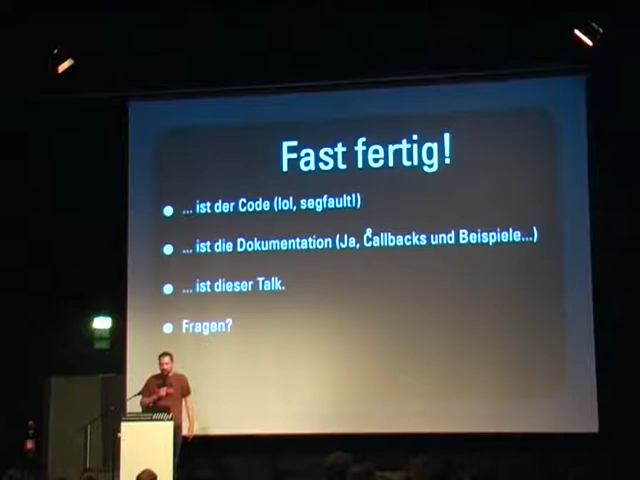 Fast fertig!
... ist der Code (lol, segfault!)
... ist die Dokumentation (Ja, Callbacks und Beispiele...)
... ist dieser Talk.
Fragen?